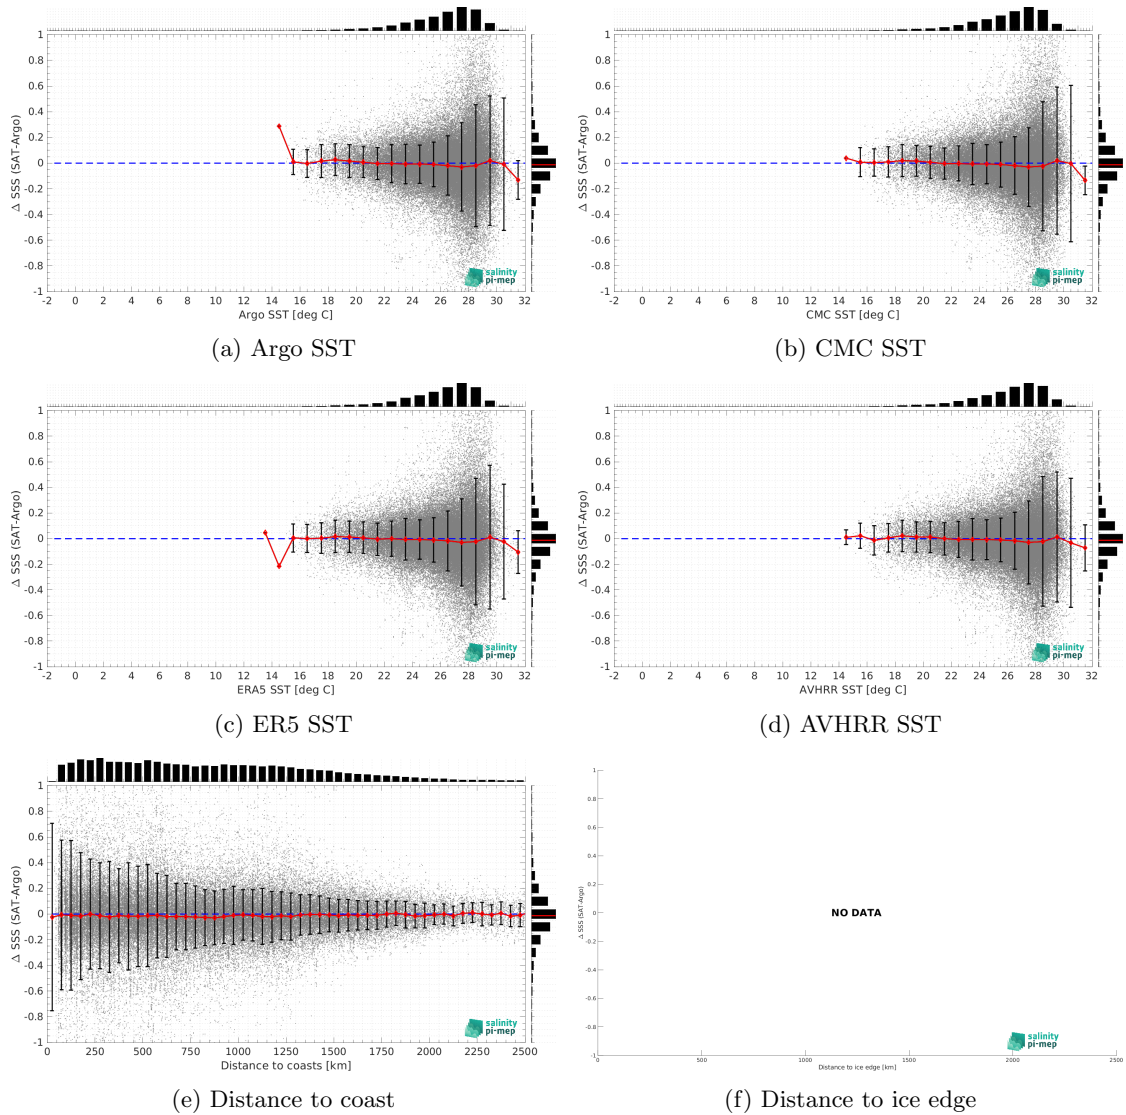 1
0.8
0.6
0.4
0.2
0
-0.2
-0.4
-0.6
-0.8
-1
Δ SSS (SAT-Argo)
-2 0 2 4 6 8 10 12 14 16 18 20 22 24 26 28 30 32
Argo SST [deg C]
salinity
pi-mep
(a) Argo SST
1
0.8
0.6
0.4
0.2
0
-0.2
-0.4
-0.6
-0.8
-1
Δ SSS (SAT-Argo)
-2 0 2 4 6 8 10 12 14 16 18 20 22 24 26 28 30 32
CMC SST [deg C]
salinity
pi-mep
(b) CMC SST
1
0.8
0.6
0.4
0.2
0
-0.2
-0.4
-0.6
-0.8
-1
Δ SSS (SAT-Argo)
-2 0 2 4 6 8 10 12 14 16 18 20 22 24 26 28 30 32
ERA5 SST [deg C]
salinity
pi-mep
(c) ER5 SST
1
0.8
0.6
0.4
0.2
0
-0.2
-0.4
-0.6
-0.8
-1
Δ SSS (SAT-Argo)
-2 0 2 4 6 8 10 12 14 16 18 20 22 24 26 28 30 32
AVHRR SST [deg C]
salinity
pi-mep
(d) AVHRR SST
1
0.8
0.6
0.4
0.2
0
-0.2
-0.4
-0.6
-0.8
-1
Δ SSS (SAT-Argo)
0 250 500 750 1000 1250 1500 1750 2000 2250 2500
Distance to coasts [km]
salinity
pi-mep
(e) Distance to coast
1
0.8
0.6
0.4
0.2
0
-0.2
-0.4
-0.6
-0.8
-1
Δ SSS (SAT-Argo)
NO DATA
0 500 1000 1500 2000 2500
Distance to ice edge [km]
salinity
pi-mep
(f) Distance to ice edge